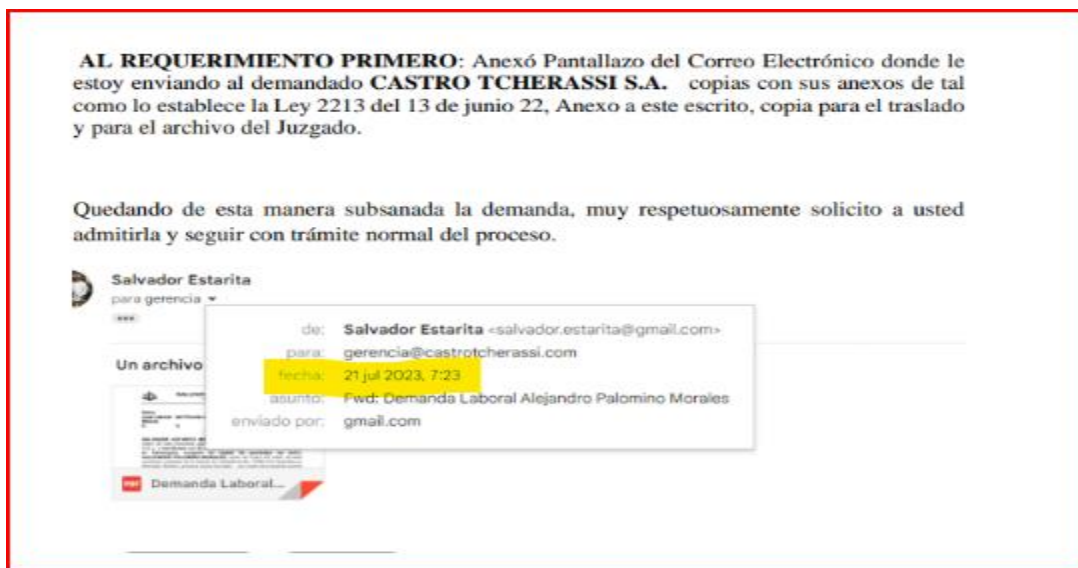 AL REQUERIMIENTO PRIMERO: Anexó Pantallazo del Correo Electrónico donde le
estoy enviando al demandado CASTRO TCHERASSI S.A. copias con sus anexos de tal
como lo establece la Ley 2213 del 13 de junio 22, Anexo a este escrito, copia para el traslado
y para el archivo del Juzgado.
Quedando de esta manera subsanada la demanda, muy respetuosamente solicito a usted
admitirla y seguir con trámite normal del proceso.
Salvador Estarita
para gerencia
de: Salvador Estarita <salvador.estarita@gmail.com>
para: gerencia@castrotcherassi.com
Un archivo
fecha: 21 jul 2023, 7:23
asunto: Fwd: Demanda Laboral Alejandro Palomino Morales
enviado por: gmail.com
Demanda Laboral...